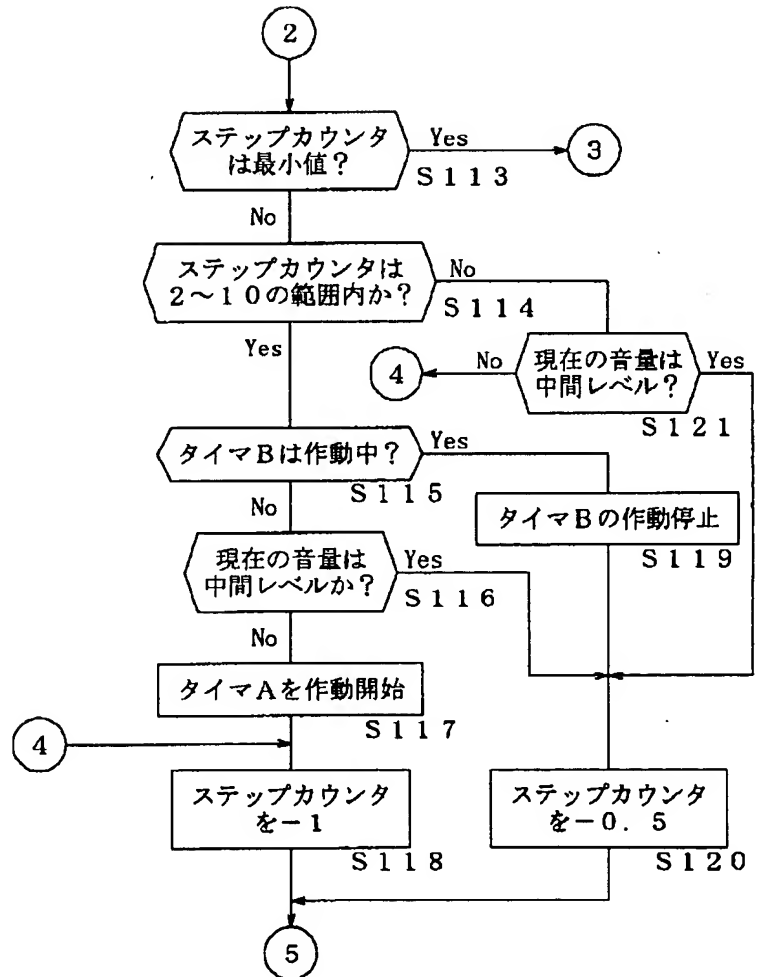 2
ステップカウンタ
は最小値?
Yes
3
S113
No
ステップカウンタは
2~10の範囲内か?
No
S114
Yes
4
No
現在の音量は
中間レベル?
Yes
S121
タイマBは作動中?
Yes
S115
No
タイマBの作動停止
S119
現在の音量は
中間レベルか?
Yes
S116
No
タイマAを作動開始
S117
4
ステップカウンタ
を-1
S118
ステップカウンタ
を-0.5
S120
5